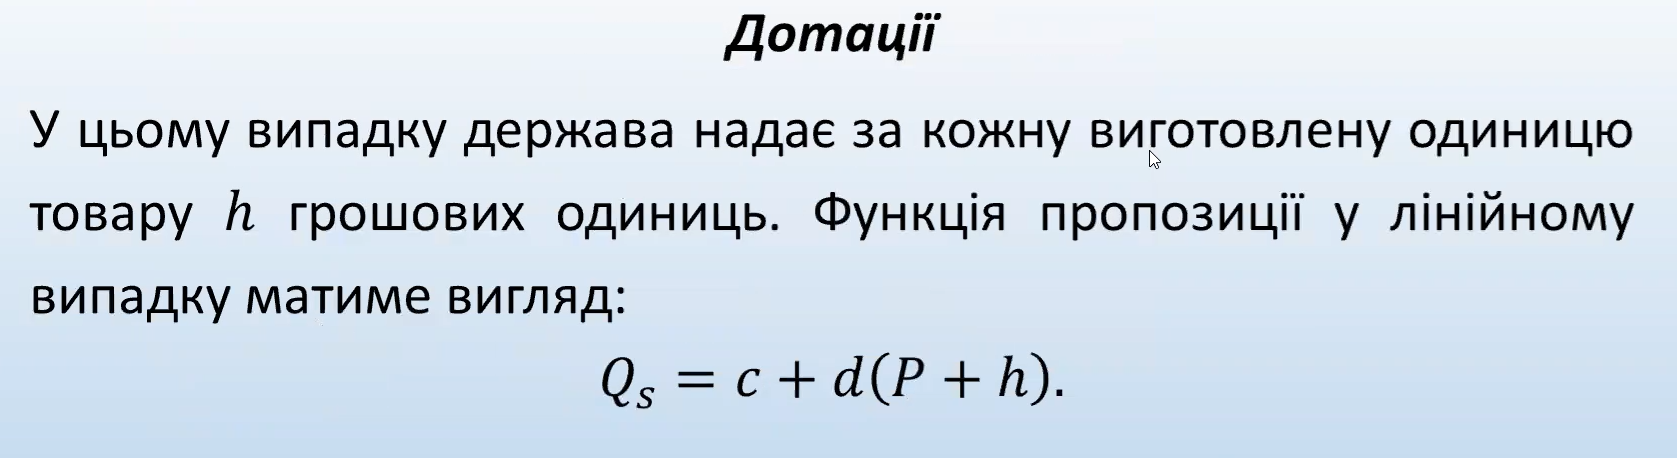 Дотації
У цьому випадку держава надає за кожну виготовлену одиницю
товару h грошових одиниць. Функція пропозиції у лінійному
випадку матиме вигляд:
Qₛ = c + d(P + h).